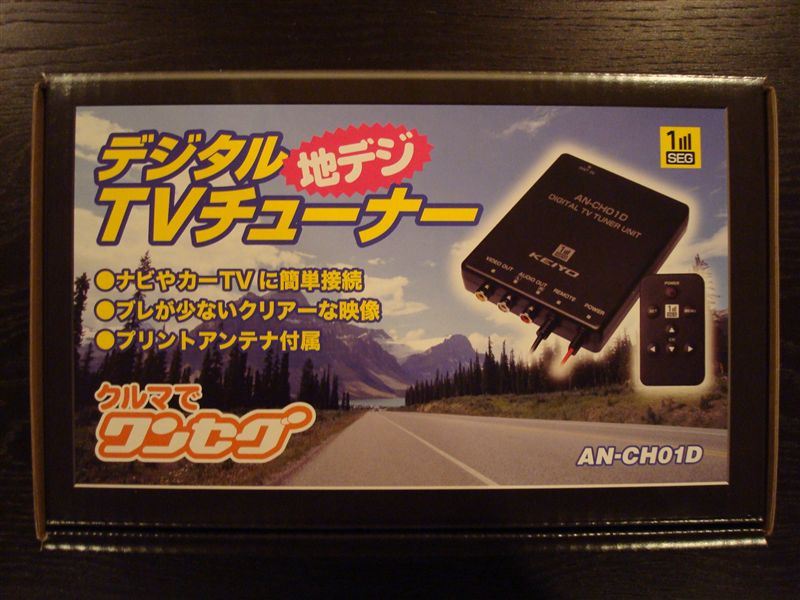 デジタル
地デジ
TVチューナー
●ナビやカーTVに簡単接続
●ブレが少ないクリアーな映像
●プリントアンテナ付属
クルマで
ワンセグ
1
SEG
AN-CH01D
DIGITAL TV TUNER UNIT
KEIYO
VIDEO OUT
AUDIO OUT
REMOTE
POWER
POWER
SET
MENU
AN-CH01D